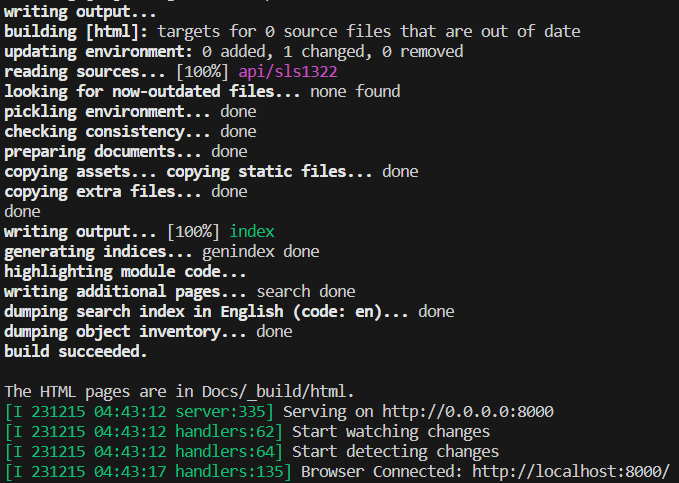 writing output...
building [html]: targets for 0 source files that are out of date
updating environment: 0 added, 1 changed, 0 removed
reading sources... [100%] api/sls1322
looking for now-outdated files... none found
pickling environment... done
checking consistency... done
preparing documents... done
copying assets... copying static files... done
copying extra files... done
done
writing output... [100%] index
generating indices... genindex done
highlighting module code...
writing additional pages... search done
dumping search index in English (code: en)... done
dumping object inventory... done
build succeeded.

The HTML pages are in Docs/_build/html.
[I 231215 04:43:12 server:335] Serving on http://0.0.0.0:8000
[I 231215 04:43:12 handlers:62] Start watching changes
[I 231215 04:43:12 handlers:64] Start detecting changes
[I 231215 04:43:17 handlers:135] Browser Connected: http://localhost:8000/